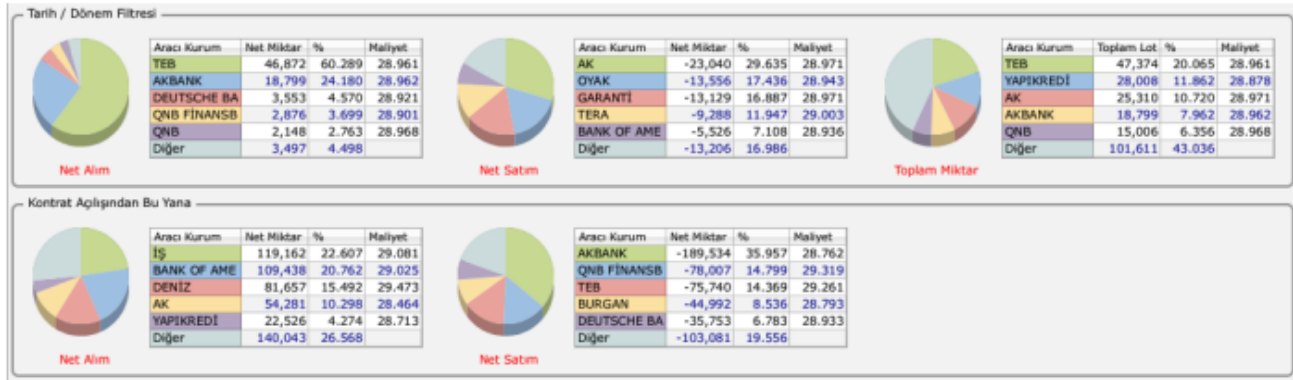 Tarih / Dönem Filtresi
Aracı Kurum Net Miktar % Maliyet
TEB 46,872 60.289 28.961
AKBANK 18,799 24.180 28.962
DEUTSCHE BA 3,553 4.570 28.921
QNB FİNANSB 2,876 3.699 28.901
QNB 2,148 2.763 28.968
Diğer 3,497 4.498
Net Alım
Aracı Kurum Net Miktar % Maliyet
AK -23,040 29.635 28.971
OYAK -13,556 17.436 28.943
GARANTİ -13,129 16.887 28.971
TERA -9,288 11.947 29.003
BANK OF AME -5,526 7.108 28.936
Diğer -13,206 16.986
Net Satım
Aracı Kurum Toplam Lot % Maliyet
TEB 47,374 20.065 28.961
YAPIKREDİ 28,008 11.862 28.878
AK 25,310 10.720 28.971
AKBANK 18,799 7.962 28.962
QNB 15,006 6.356 28.968
Diğer 101,611 43.036
Toplam Miktar
Kontrat Açılışından Bu Yana
Aracı Kurum Net Miktar % Maliyet
İŞ 119,162 22.607 29.081
BANK OF AME 109,438 20.762 29.025
DENİZ 81,657 15.492 29.473
AK 54,281 10.298 28.464
YAPIKREDİ 22,526 4.274 28.713
Diğer 140,043 26.568
Net Alım
Aracı Kurum Net Miktar % Maliyet
AKBANK -189,534 35.957 28.762
QNB FİNANSB -78,007 14.799 29.319
TEB -75,740 14.369 29.261
BURGAN -44,992 8.536 28.793
DEUTSCHE BA -35,753 6.783 28.933
Diğer -103,081 19.556
Net Satım